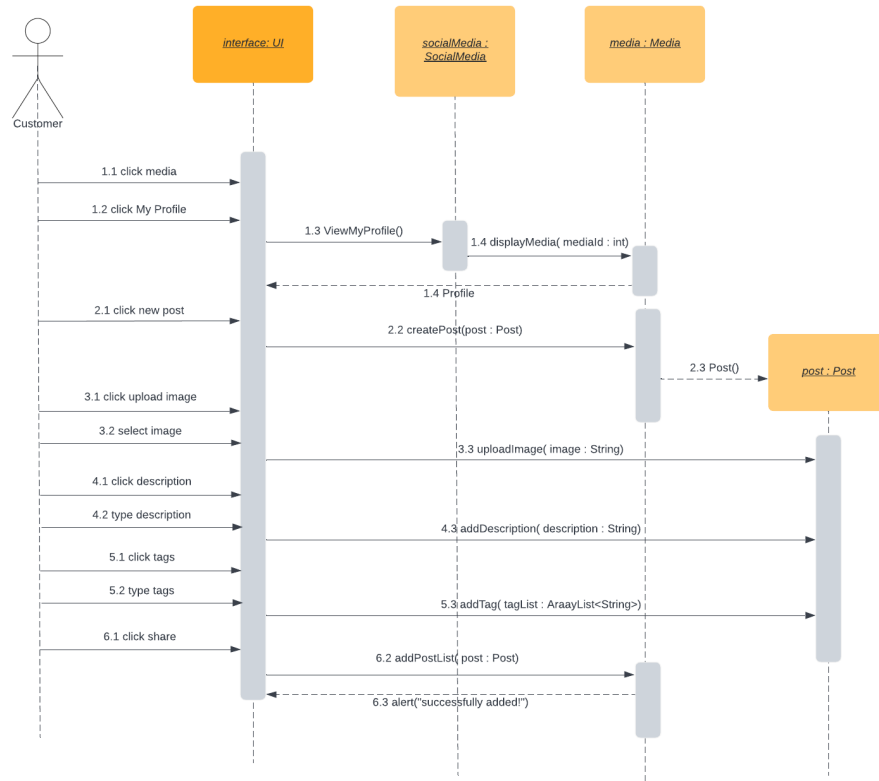 interface: UI
socialMedia :
SocialMedia
media : Media
Customer
1.1 click media
1.2 click My Profile
1.3 ViewMyProfile()
1.4 displayMedia( mediaId : int)
1.4 Profile
2.1 click new post
2.2 createPost(post : Post)
2.3 Post()
post : Post
3.1 click upload image
3.2 select image
3.3 uploadImage( image : String)
4.1 click description
4.2 type description
4.3 addDescription( description : String)
5.1 click tags
5.2 type tags
5.3 addTag( tagList : AraayList<String>)
6.1 click share
6.2 addPostList( post : Post)
6.3 alert("successfully added!")